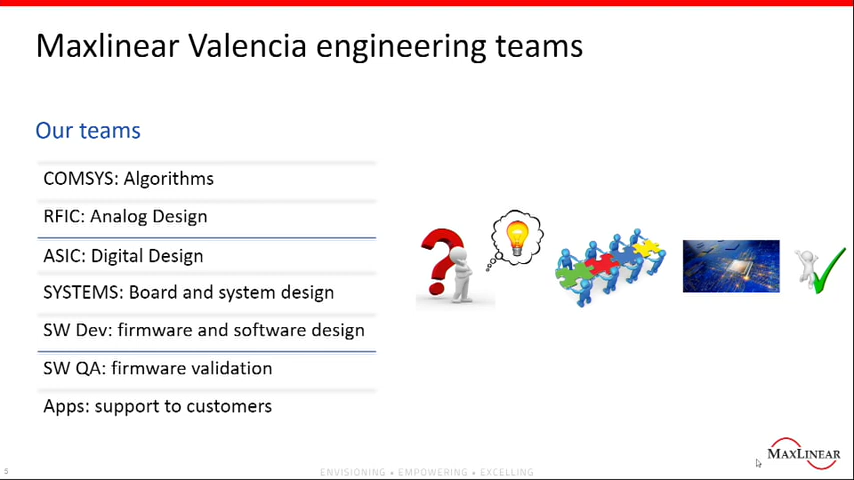 Maxlinear Valencia engineering teams
Our teams
COMSYS: Algorithms
RFIC: Analog Design
ASIC: Digital Design
SYSTEMS: Board and system design
SW Dev: firmware and software design
SW QA: firmware validation
Apps: support to customers
5
ENVISIONING • EMPOWERING • EXCELLING
MAXLINEAR